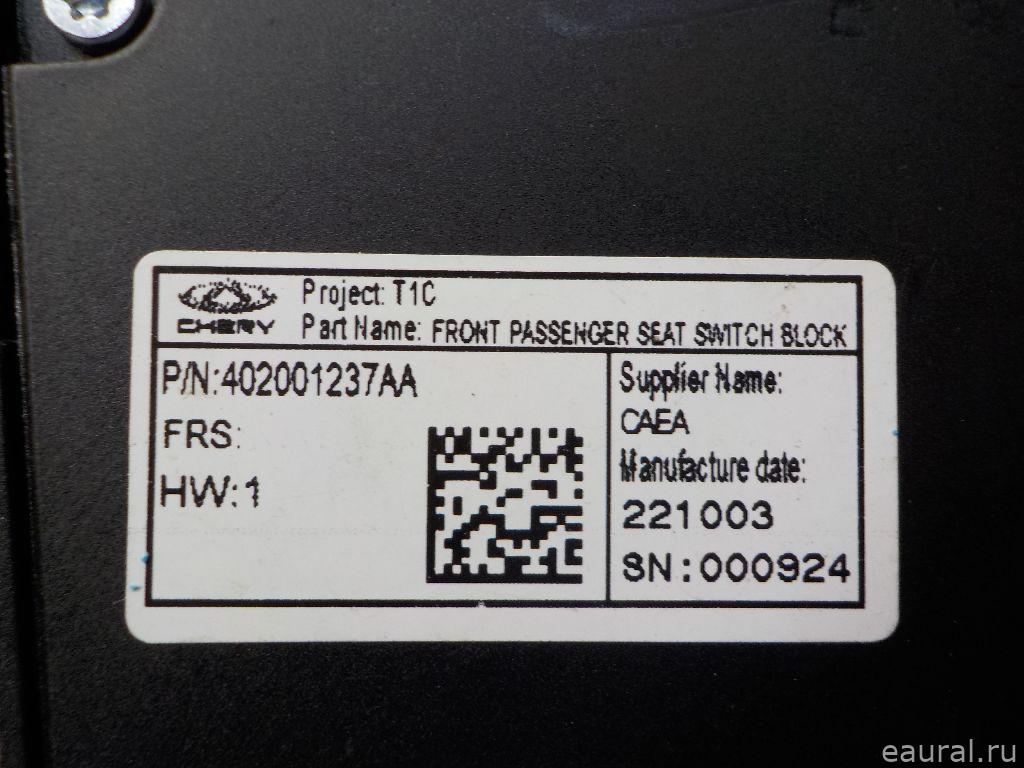 CHERY
Project: T1C
Part Name: FRONT PASSENGER SEAT SWITCH BLOCK
P/N:402001237AA
FRS:
HW:1
Supplier Name:
CAEA
Manufacture date:
221003
SN:000924
eaural.ru